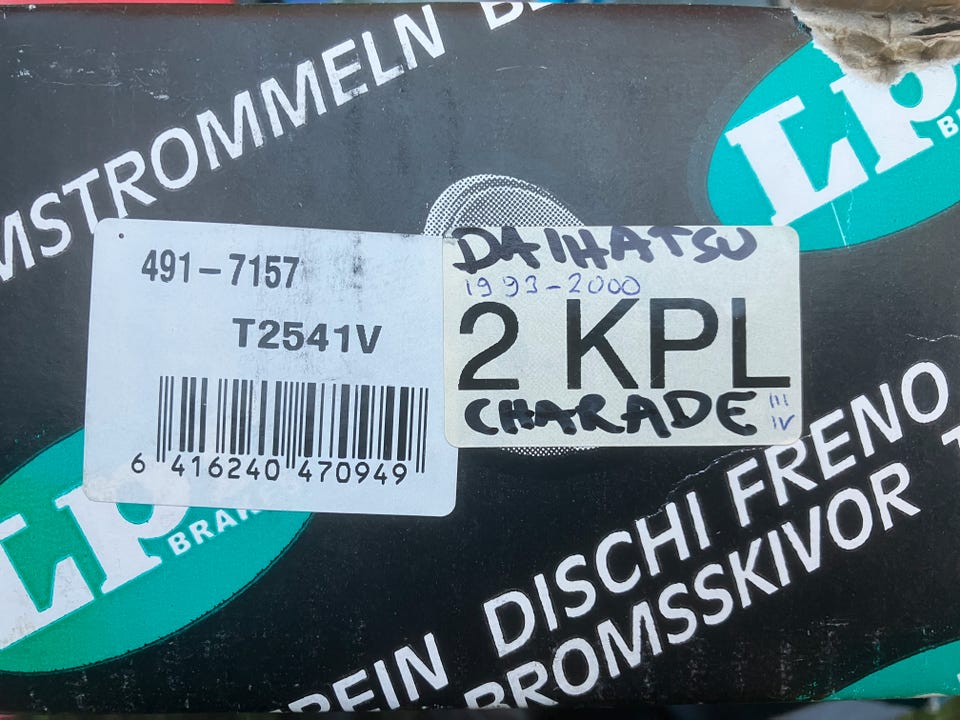 MSTROMMELN
Lp
491-7157
T2541V
6 416240 470949
DAIHATSU
1993-2000
2 KPL
CHARADE III
IV
Lp
DISCHI FRENO
BROMSSKIVOR